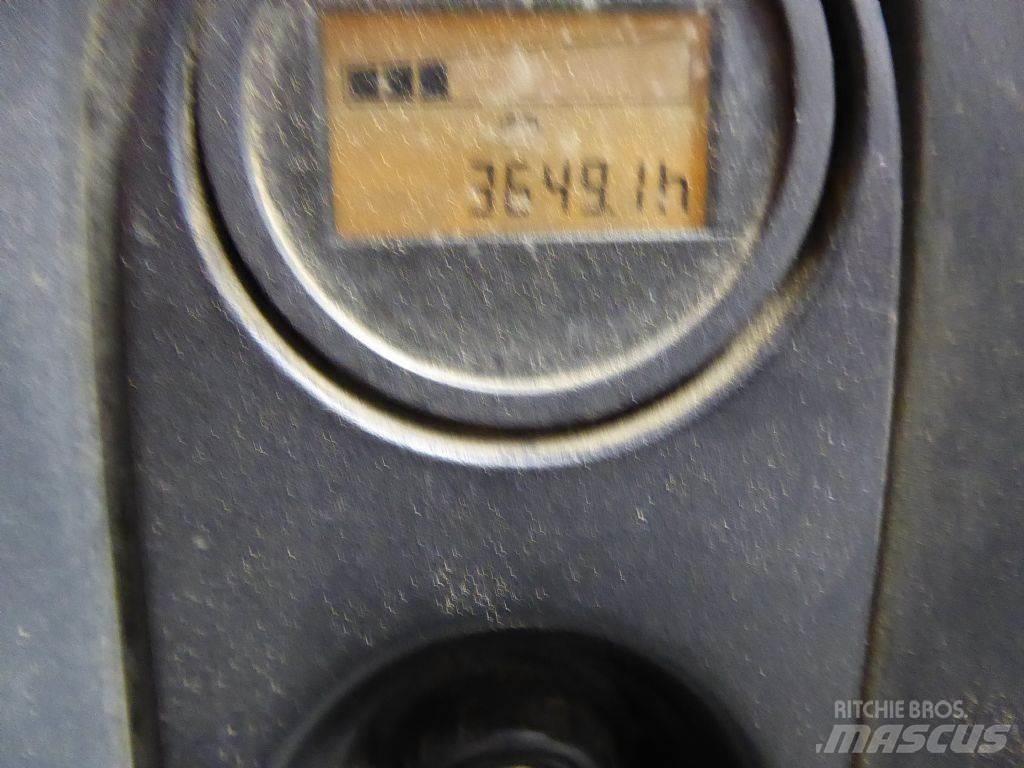 3649.1h
RITCHIE BROS.
MASCUS